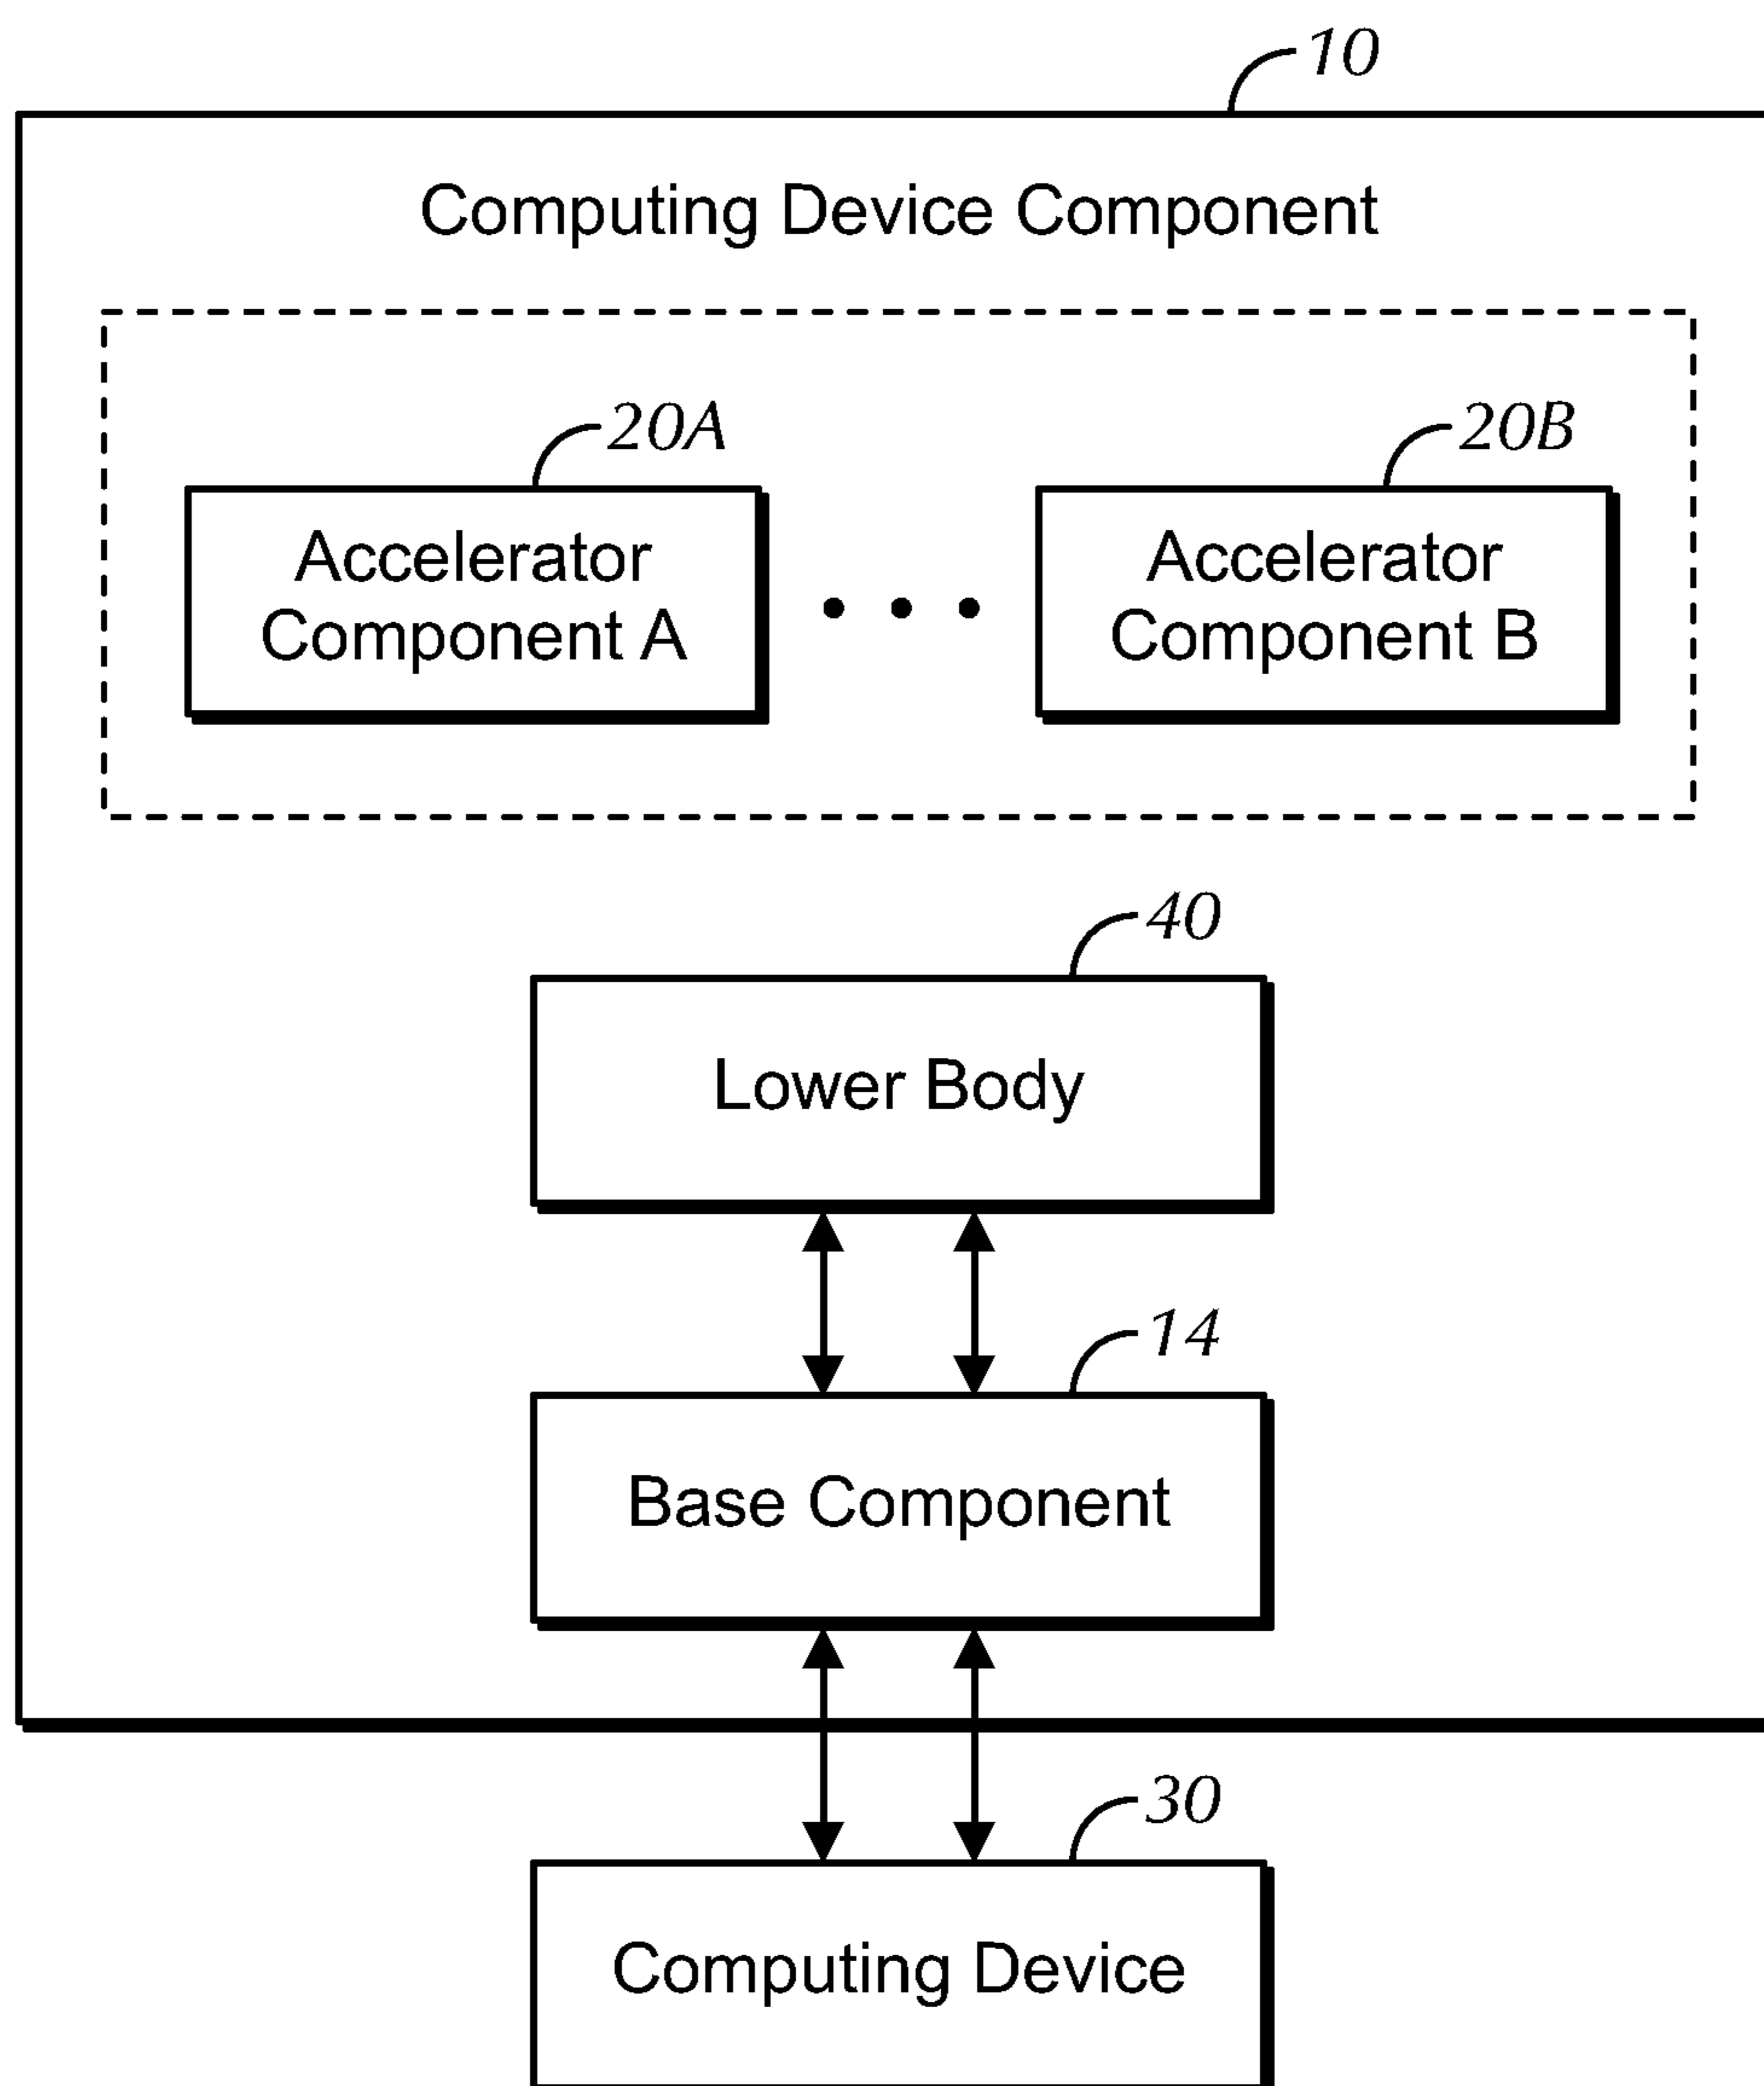 10
Computing Device Component
20A
20B
Accelerator
Component A
Accelerator
Component B
40
Lower Body
14
Base Component
30
Computing Device